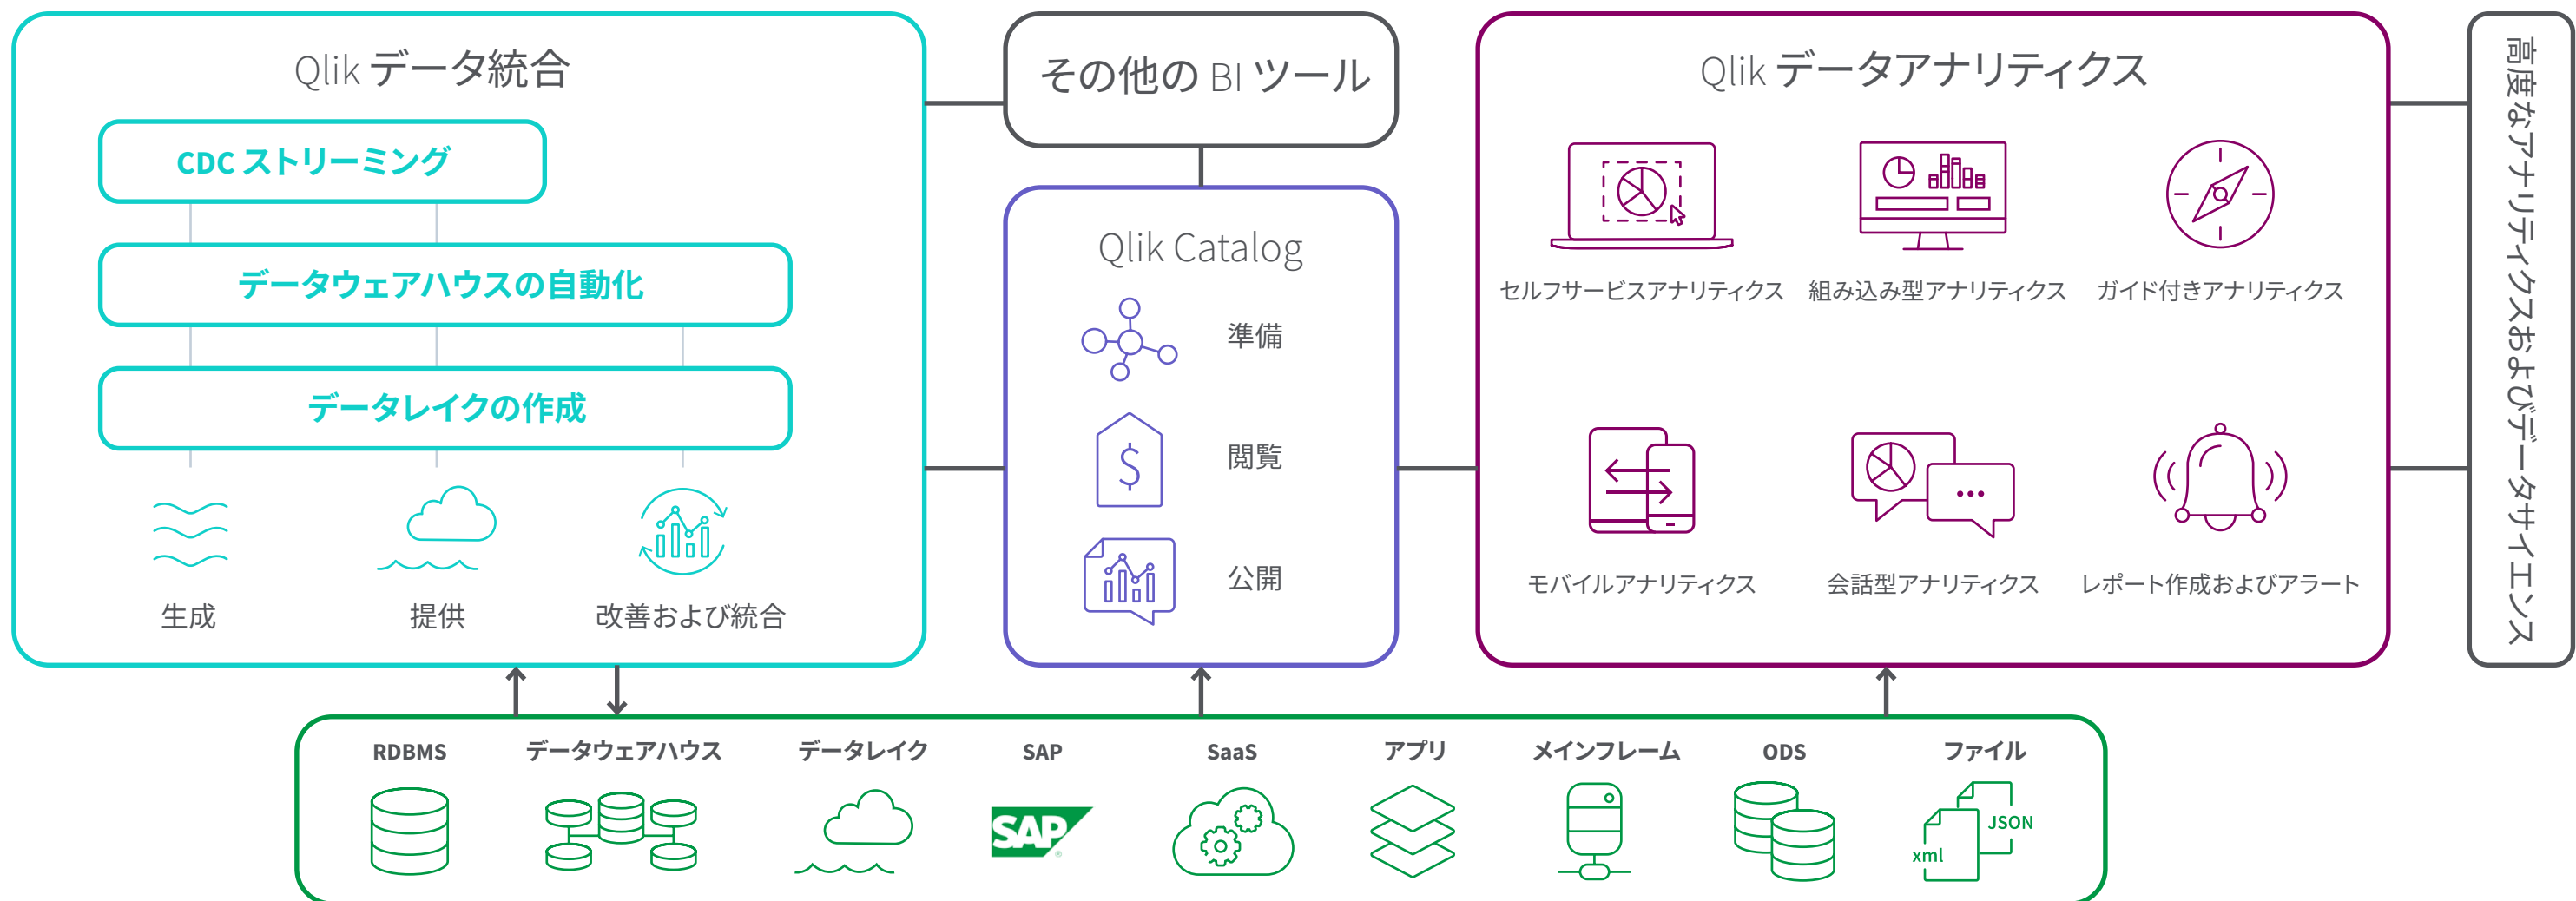 Qlik データ統合
CDC ストリーミング
データウェアハウスの自動化
データレイクの作成
生成
提供
改善および統合
その他の BI ツール
Qlik Catalog
準備
閲覧
公開
Qlik データアナリティクス
セルフサービスアナリティクス
組み込み型アナリティクス
ガイド付きアナリティクス
モバイルアナリティクス
会話型アナリティクス
レポート作成およびアラート
高度なアナリティクスおよびデータサイエンス
RDBMS
データウェアハウス
データレイク
SAP
SaaS
アプリ
メインフレーム
ODS
ファイル
SAP ®
JSON
xml